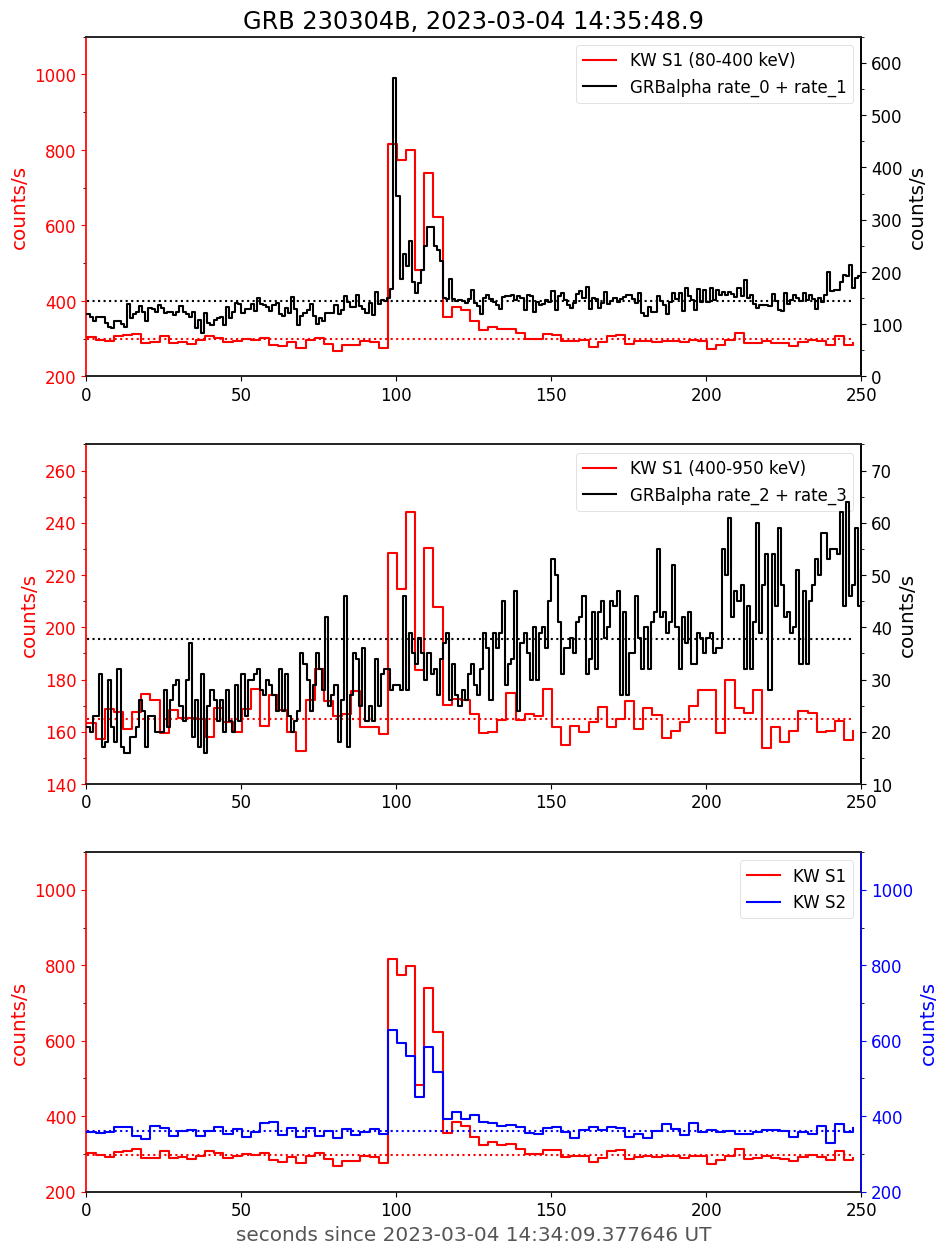 GRB 230304B, 2023-03-04 14:35:48.9
KW S1 (80-400 keV)
GRBalpha rate_0 + rate_1
counts/s
1000
800
600
400
200
600
500
400
300
200
100
0
counts/s
0 50 100 150 200 250
KW S1 (400-950 keV)
GRBalpha rate_2 + rate_3
counts/s
260
240
220
200
180
160
140
70
60
50
40
30
20
10
counts/s
0 50 100 150 200 250
KW S1
KW S2
counts/s
1000
800
600
400
200
1000
800
600
400
200
counts/s
0 50 100 150 200 250
seconds since 2023-03-04 14:34:09.377646 UT